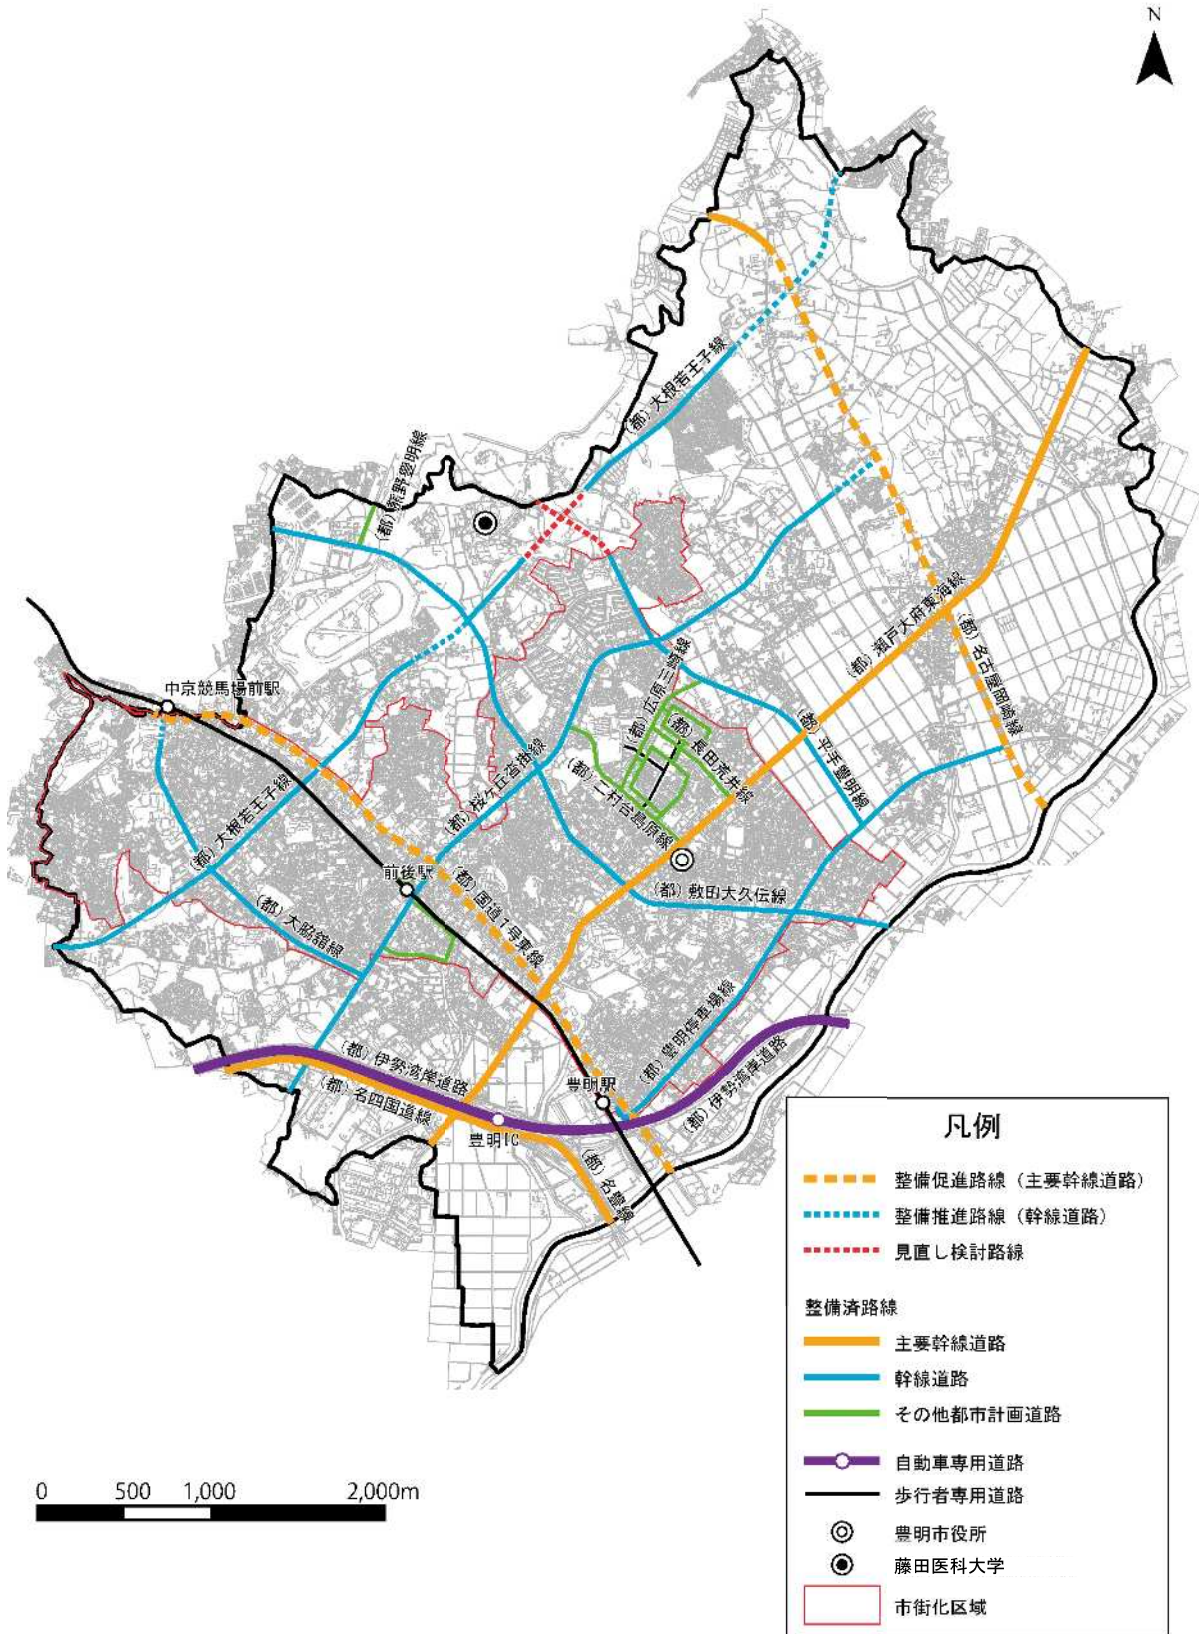 N
(都) 大根若王子線
(都) 熊野豊明線
(都) 瀬戸大府東海線
(都) 名古屋岡崎線
(都) 広原三崎線
中京競馬場前駅
(都) 長田荒井線
(都) 平手豊明線
(都) 桜ヶ丘沓掛線
(都) 二村台島原線
(都) 大根若王子線
前後駅
(都) 国道1号東線
(都) 敷田大久伝線
(都) 大脇舘線
(都) 豊明停車場線
(都) 伊勢湾岸道路
(都) 伊勢湾岸道路
(都) 名四国道線
豊明駅
豊明IC
(都) 名豊線
凡例
整備促進路線（主要幹線道路）
整備推進路線（幹線道路）
見直し検討路線
整備済路線
主要幹線道路
幹線道路
その他都市計画道路
自動車専用道路
歩行者専用道路
豊明市役所
藤田医科大学
市街化区域
0 500 1,000 2,000m